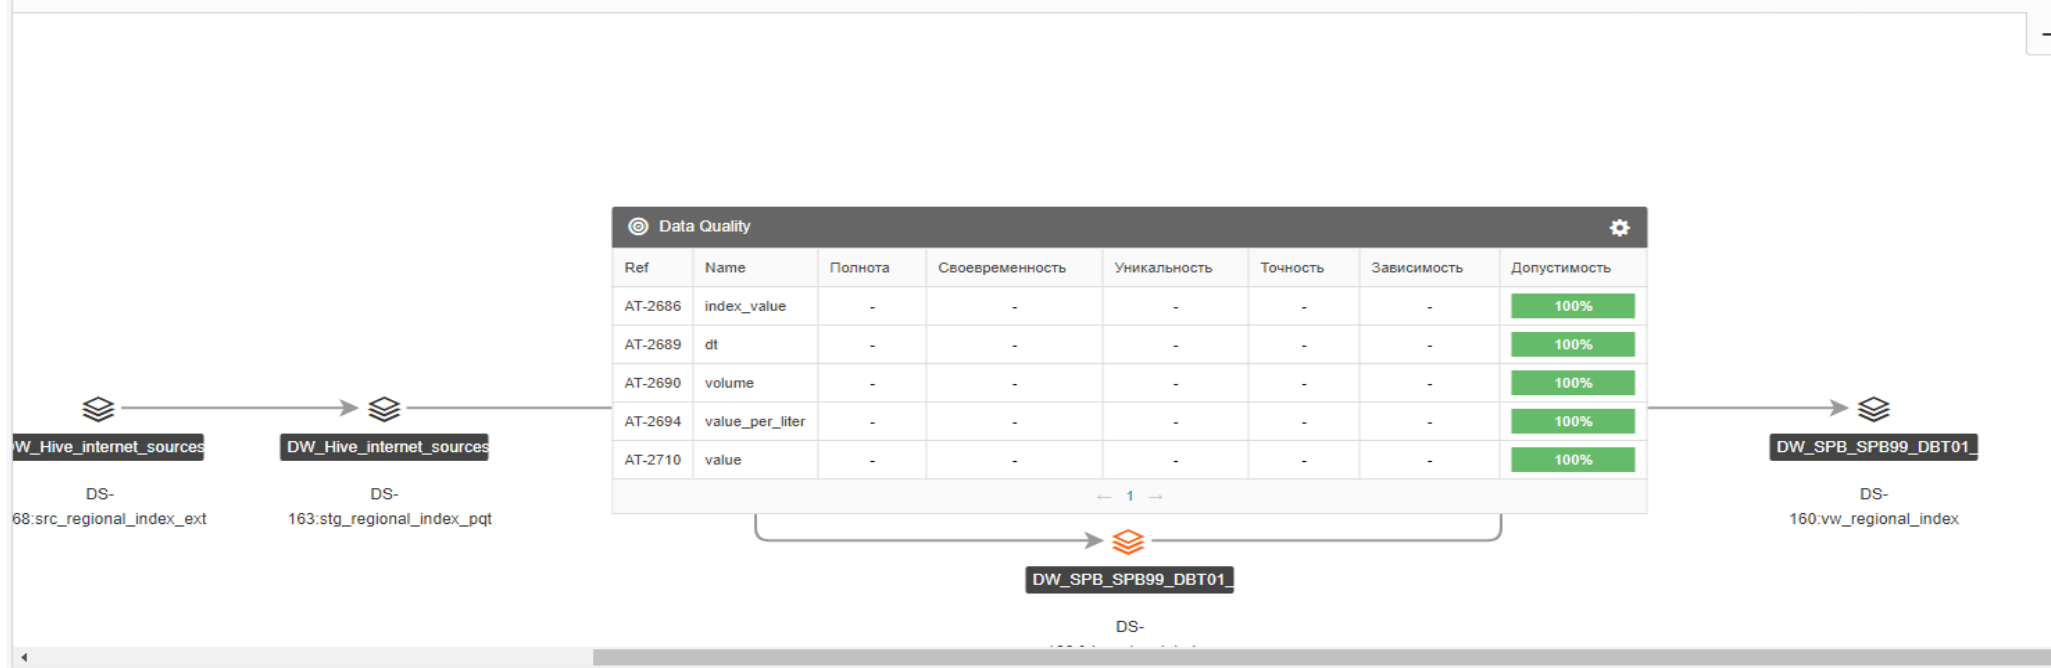 Data Quality
Ref Name Полнота Своевременность Уникальность Точность Зависимость Допустимость
AT-2686 index_value - - - - - 100%
AT-2689 dt - - - - - 100%
AT-2690 volume - - - - - 100%
AT-2694 value_per_liter - - - - - 100%
AT-2710 value - - - - - 100%
← 1 →
W_Hive_internet_sources
DS-
68:src_regional_index_ext
DW_Hive_internet_sources
DS-
163:stg_regional_index_pqt
DW_SPB_SPB99_DBT01_
DS-
DW_SPB_SPB99_DBT01_
DS-
160:vw_regional_index